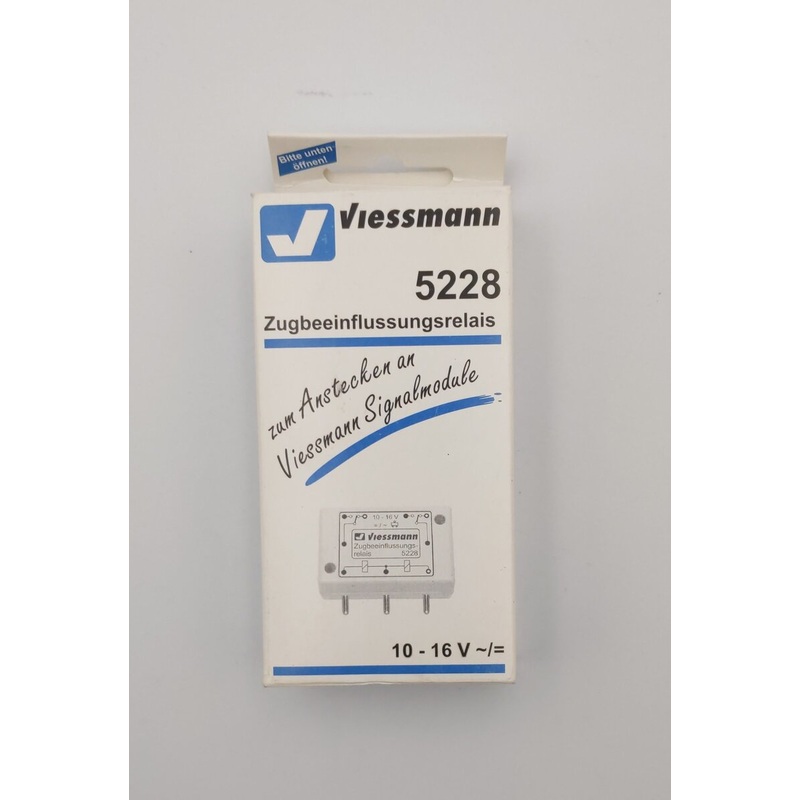 Bitte unten
öffnen!
Viessmann
5228
Zugbeeinflussungsrelais
zum Anstecken an
Viessmann Signalmodule
10 - 16 V
=/~
Viessmann
Zugbeeinflussungs-
relais 5228
10 - 16 V ~/=